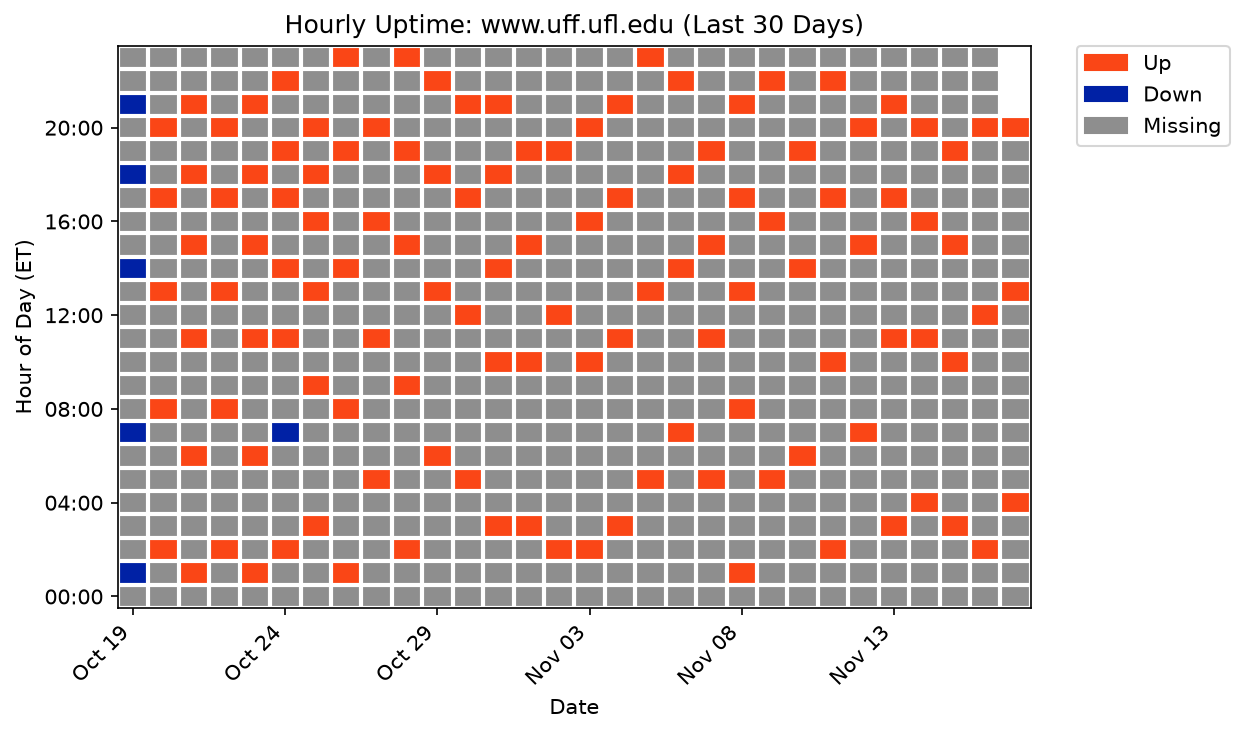 Hourly Uptime: www.uff.ufl.edu (Last 30 Days)
Up
Down
Missing
Hour of Day (ET)
20:00
16:00
12:00
08:00
04:00
00:00
Oct 19
Oct 24
Oct 29
Nov 03
Nov 08
Nov 13
Date